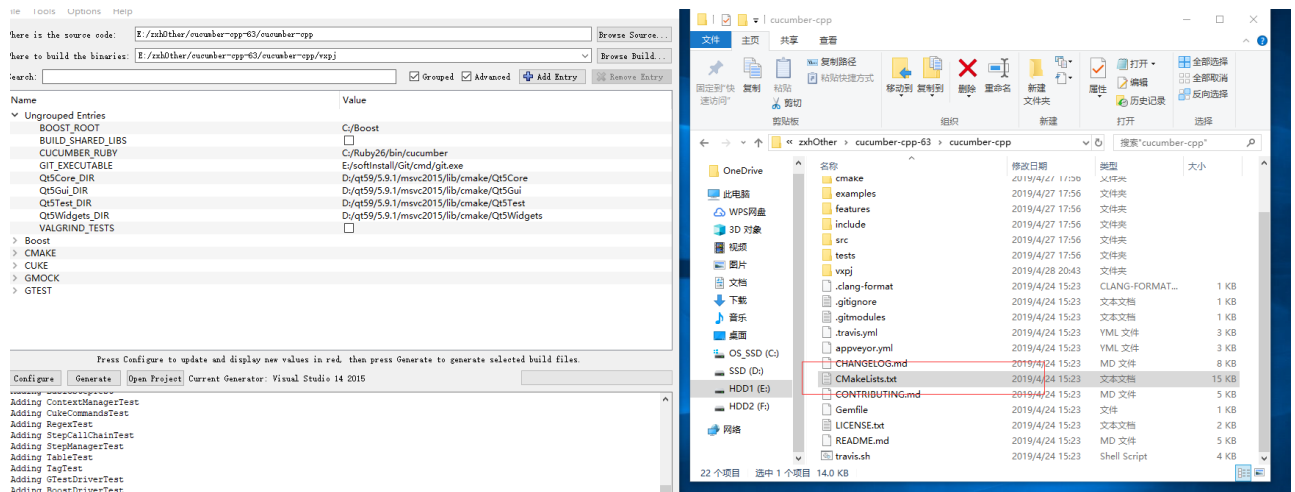 File Tools Options Help
Where is the source code: E:/zxhOther/cucumber-cpp-63/cucumber-cpp Browse Source...
Where to build the binaries: E:/zxhOther/cucumber-cpp-63/cucumber-cpp/vxpj Browse Build...
Search: Grouped Advanced Add Entry Remove Entry
Name Value
Ungrouped Entries
BOOST_ROOT C:/Boost
BUILD_SHARED_LIBS
CUCUMBER_RUBY C:/Ruby26/bin/cucumber
GIT_EXECUTABLE E:/softInstall/Git/cmd/git.exe
Qt5Core_DIR D:/qt59/5.9.1/msvc2015/lib/cmake/Qt5Core
Qt5Gui_DIR D:/qt59/5.9.1/msvc2015/lib/cmake/Qt5Gui
Qt5Test_DIR D:/qt59/5.9.1/msvc2015/lib/cmake/Qt5Test
Qt5Widgets_DIR D:/qt59/5.9.1/msvc2015/lib/cmake/Qt5Widgets
VALGRIND_TESTS
Boost
CMAKE
CUKE
GMOCK
GTEST
Press Configure to update and display new values in red, then press Generate to generate selected build files.
Configure Generate Open Project Current Generator: Visual Studio 14 2015
Adding ContextManagerTest
Adding CukeCommandsTest
Adding RegexTest
Adding StepCallChainTest
Adding StepManagerTest
Adding TableTest
Adding TagTest
Adding GTestDriverTest
Adding BoostDriverTest
cucumber-cpp
文件 主页 共享 查看
固定到"快速访问" 复制 粘贴 复制路径 粘贴快捷方式 剪切
移动到 复制到 删除 重命名 新建文件夹 属性 打开 编辑 历史记录 全部选择 全部取消 反向选择
剪贴板 组织 新建 打开 选择
« zxhOther › cucumber-cpp-63 › cucumber-cpp 搜索"cucumber-cpp"
名称 修改日期 类型 大小
OneDrive
此电脑
WPS网盘
3D 对象
视频
图片
文档
下载
音乐
桌面
OS_SSD (C:)
SSD (D:)
HDD1 (E:)
HDD2 (F:)
网络
cmake 2019/4/27 17:56 文件夹
examples 2019/4/27 17:56 文件夹
features 2019/4/27 17:56 文件夹
include 2019/4/27 17:56 文件夹
src 2019/4/27 17:56 文件夹
tests 2019/4/27 17:56 文件夹
vxpj 2019/4/28 20:43 文件夹
.clang-format 2019/4/24 15:23 CLANG-FORMAT... 1 KB
.gitignore 2019/4/24 15:23 文本文档 1 KB
.gitmodules 2019/4/24 15:23 文本文档 1 KB
.travis.yml 2019/4/24 15:23 YML 文件 3 KB
appveyor.yml 2019/4/24 15:23 YML 文件 3 KB
CHANGELOG.md 2019/4/24 15:23 MD 文件 8 KB
CMakeLists.txt 2019/4/24 15:23 文本文档 15 KB
CONTRIBUTING.md 2019/4/24 15:23 MD 文件 5 KB
Gemfile 2019/4/24 15:23 文件 1 KB
LICENSE.txt 2019/4/24 15:23 文本文档 2 KB
README.md 2019/4/24 15:23 MD 文件 5 KB
travis.sh 2019/4/24 15:23 Shell Script 4 KB
22 个项目 选中 1 个项目 14.0 KB